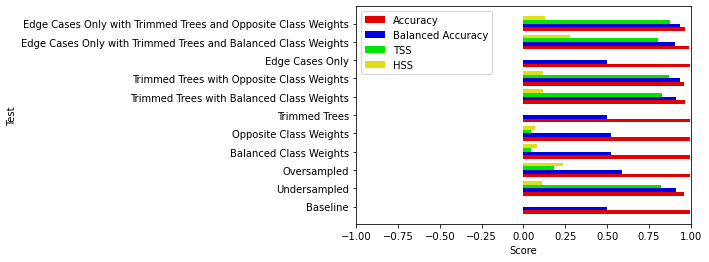 Edge Cases Only with Trimmed Trees and Opposite Class Weights
Edge Cases Only with Trimmed Trees and Balanced Class Weights
Edge Cases Only
Trimmed Trees with Opposite Class Weights
Trimmed Trees with Balanced Class Weights
Trimmed Trees
Opposite Class Weights
Balanced Class Weights
Oversampled
Undersampled
Baseline
Test
Accuracy
Balanced Accuracy
TSS
HSS
−1.00 −0.75 −0.50 −0.25 0.00 0.25 0.50 0.75 1.00
Score